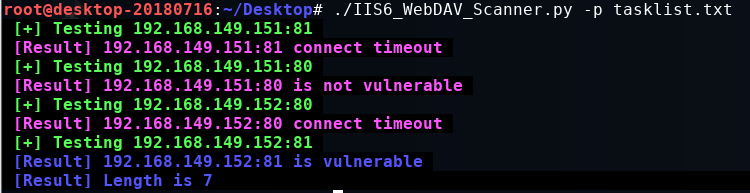 root@desktop-20180716:~/Desktop# ./IIS6_WebDAV_Scanner.py -p tasklist.txt
[+] Testing 192.168.149.151:81
[Result] 192.168.149.151:81 connect timeout
[+] Testing 192.168.149.151:80
[Result] 192.168.149.151:80 is not vulnerable
[+] Testing 192.168.149.152:80
[Result] 192.168.149.152:80 connect timeout
[+] Testing 192.168.149.152:81
[Result] 192.168.149.152:81 is vulnerable
[Result] Length is 7